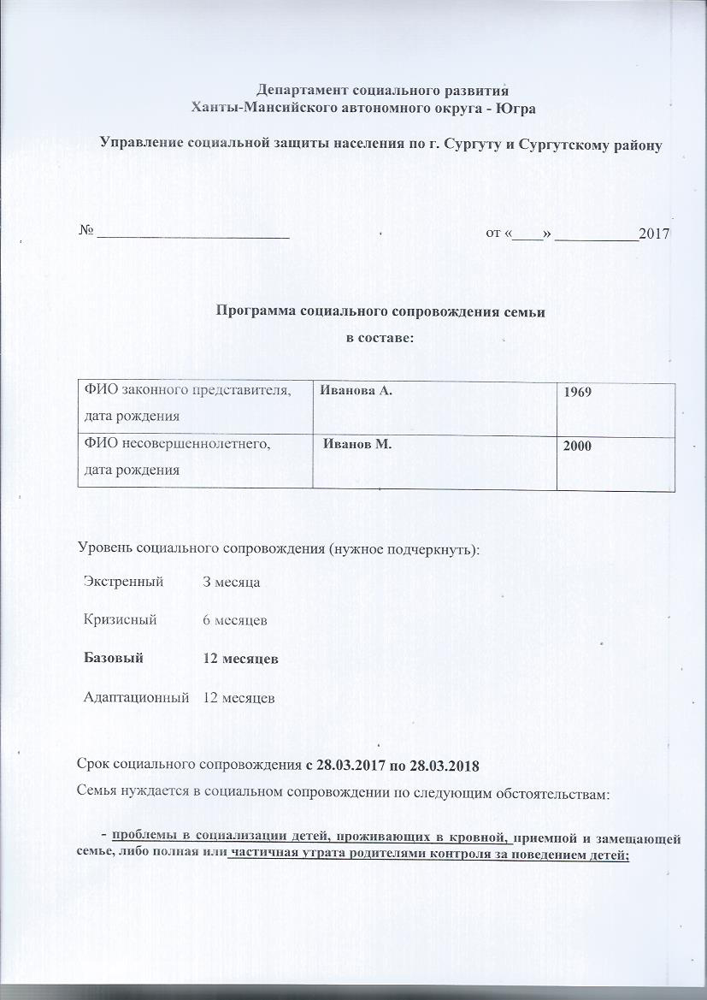 Департамент социального развития
Ханты-Мансийского автономного округа - Югра
Управление социальной защиты населения по г. Сургуту и Сургутскому району
№ _________________________ от «____» ___________2017
Программа социального сопровождения семьи
в составе:
ФИО законного представителя, Иванова А. 1969
дата рождения
ФИО несовершеннолетнего, Иванов М. 2000
дата рождения
Уровень социального сопровождения (нужное подчеркнуть):
Экстренный 3 месяца
Кризисный 6 месяцев
Базовый 12 месяцев
Адаптационный 12 месяцев
Срок социального сопровождения с 28.03.2017 по 28.03.2018
Семья нуждается в социальном сопровождении по следующим обстоятельствам:
- проблемы в социализации детей, проживающих в кровной, приемной и замещающей
семье, либо полная или частичная утрата родителями контроля за поведением детей;